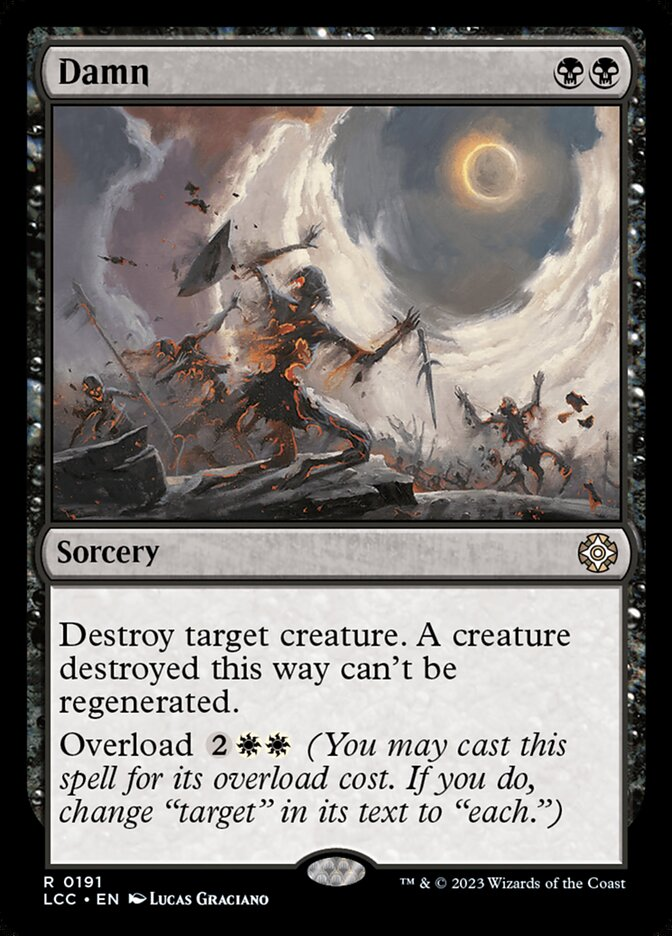 Damn
Sorcery
Destroy target creature. A creature
destroyed this way can’t be
regenerated.
Overload 2 (You may cast this
spell for its overload cost. If you do,
change “target” in its text to “each.”)
R 0191
™ & © 2023 Wizards of the Coast
LCC • EN Lucas Graciano